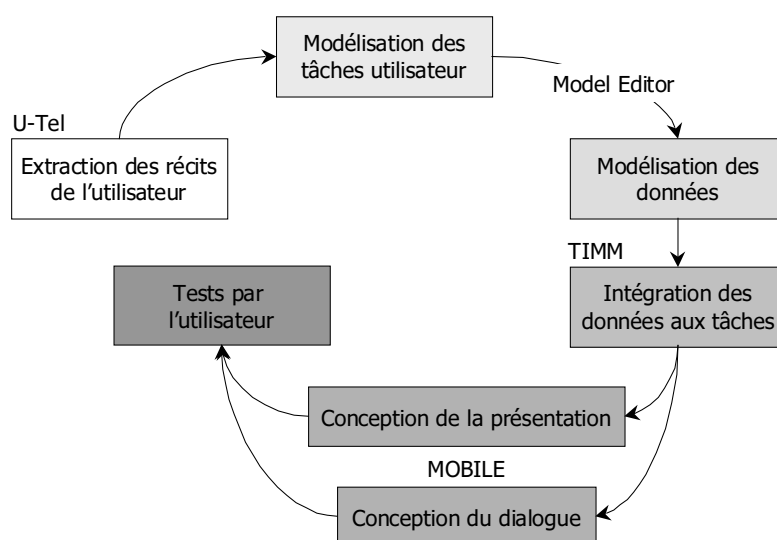 Modélisation des
tâches utilisateur
Model Editor
U-Tel
Extraction des récits
de l'utilisateur
Modélisation des
données
TIMM
Tests par
l'utilisateur
Intégration des
données aux tâches
Conception de la présentation
MOBILE
Conception du dialogue